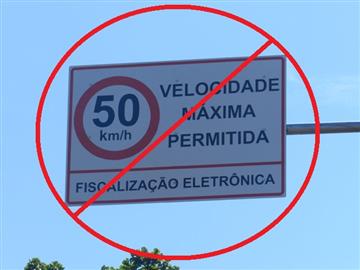 50
km/h
VELOCIDADE
MÁXIMA
PERMITIDA
FISCALIZAÇÃO ELETRÔNICA